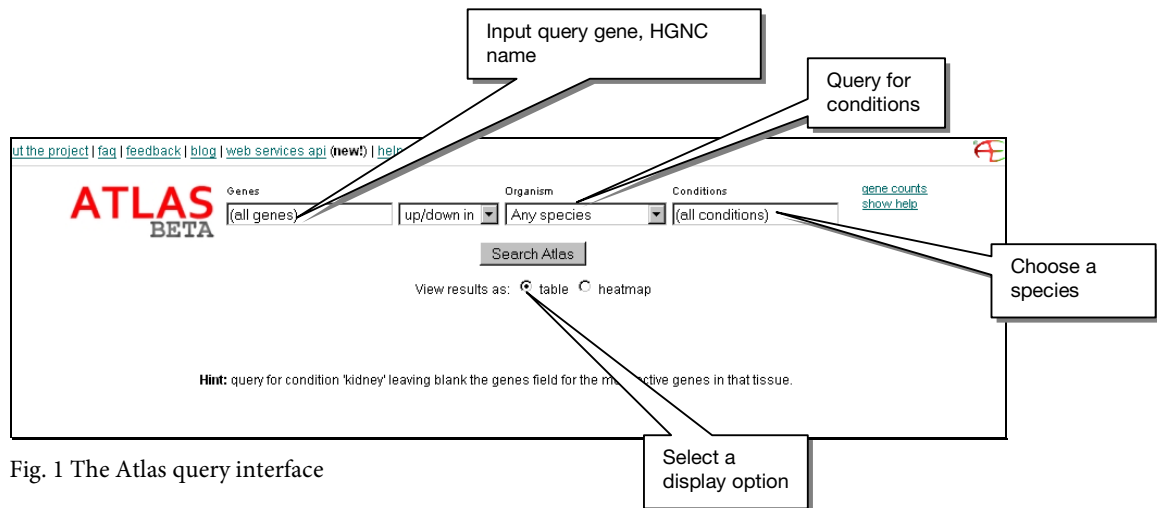 Input query gene, HGNC
name
Query for
conditions
ut the project | faq | feedback | blog | web services api (new!) | help
ATLAS
BETA
Genes
Organism
Conditions
(all genes)
up/down in
Any species
(all conditions)
gene counts
show help
Search Atlas
Choose a
species
View results as: table heatmap
Hint: query for condition 'kidney' leaving blank the genes field for the active genes in that tissue.
Select a
display option
Fig. 1 The Atlas query interface